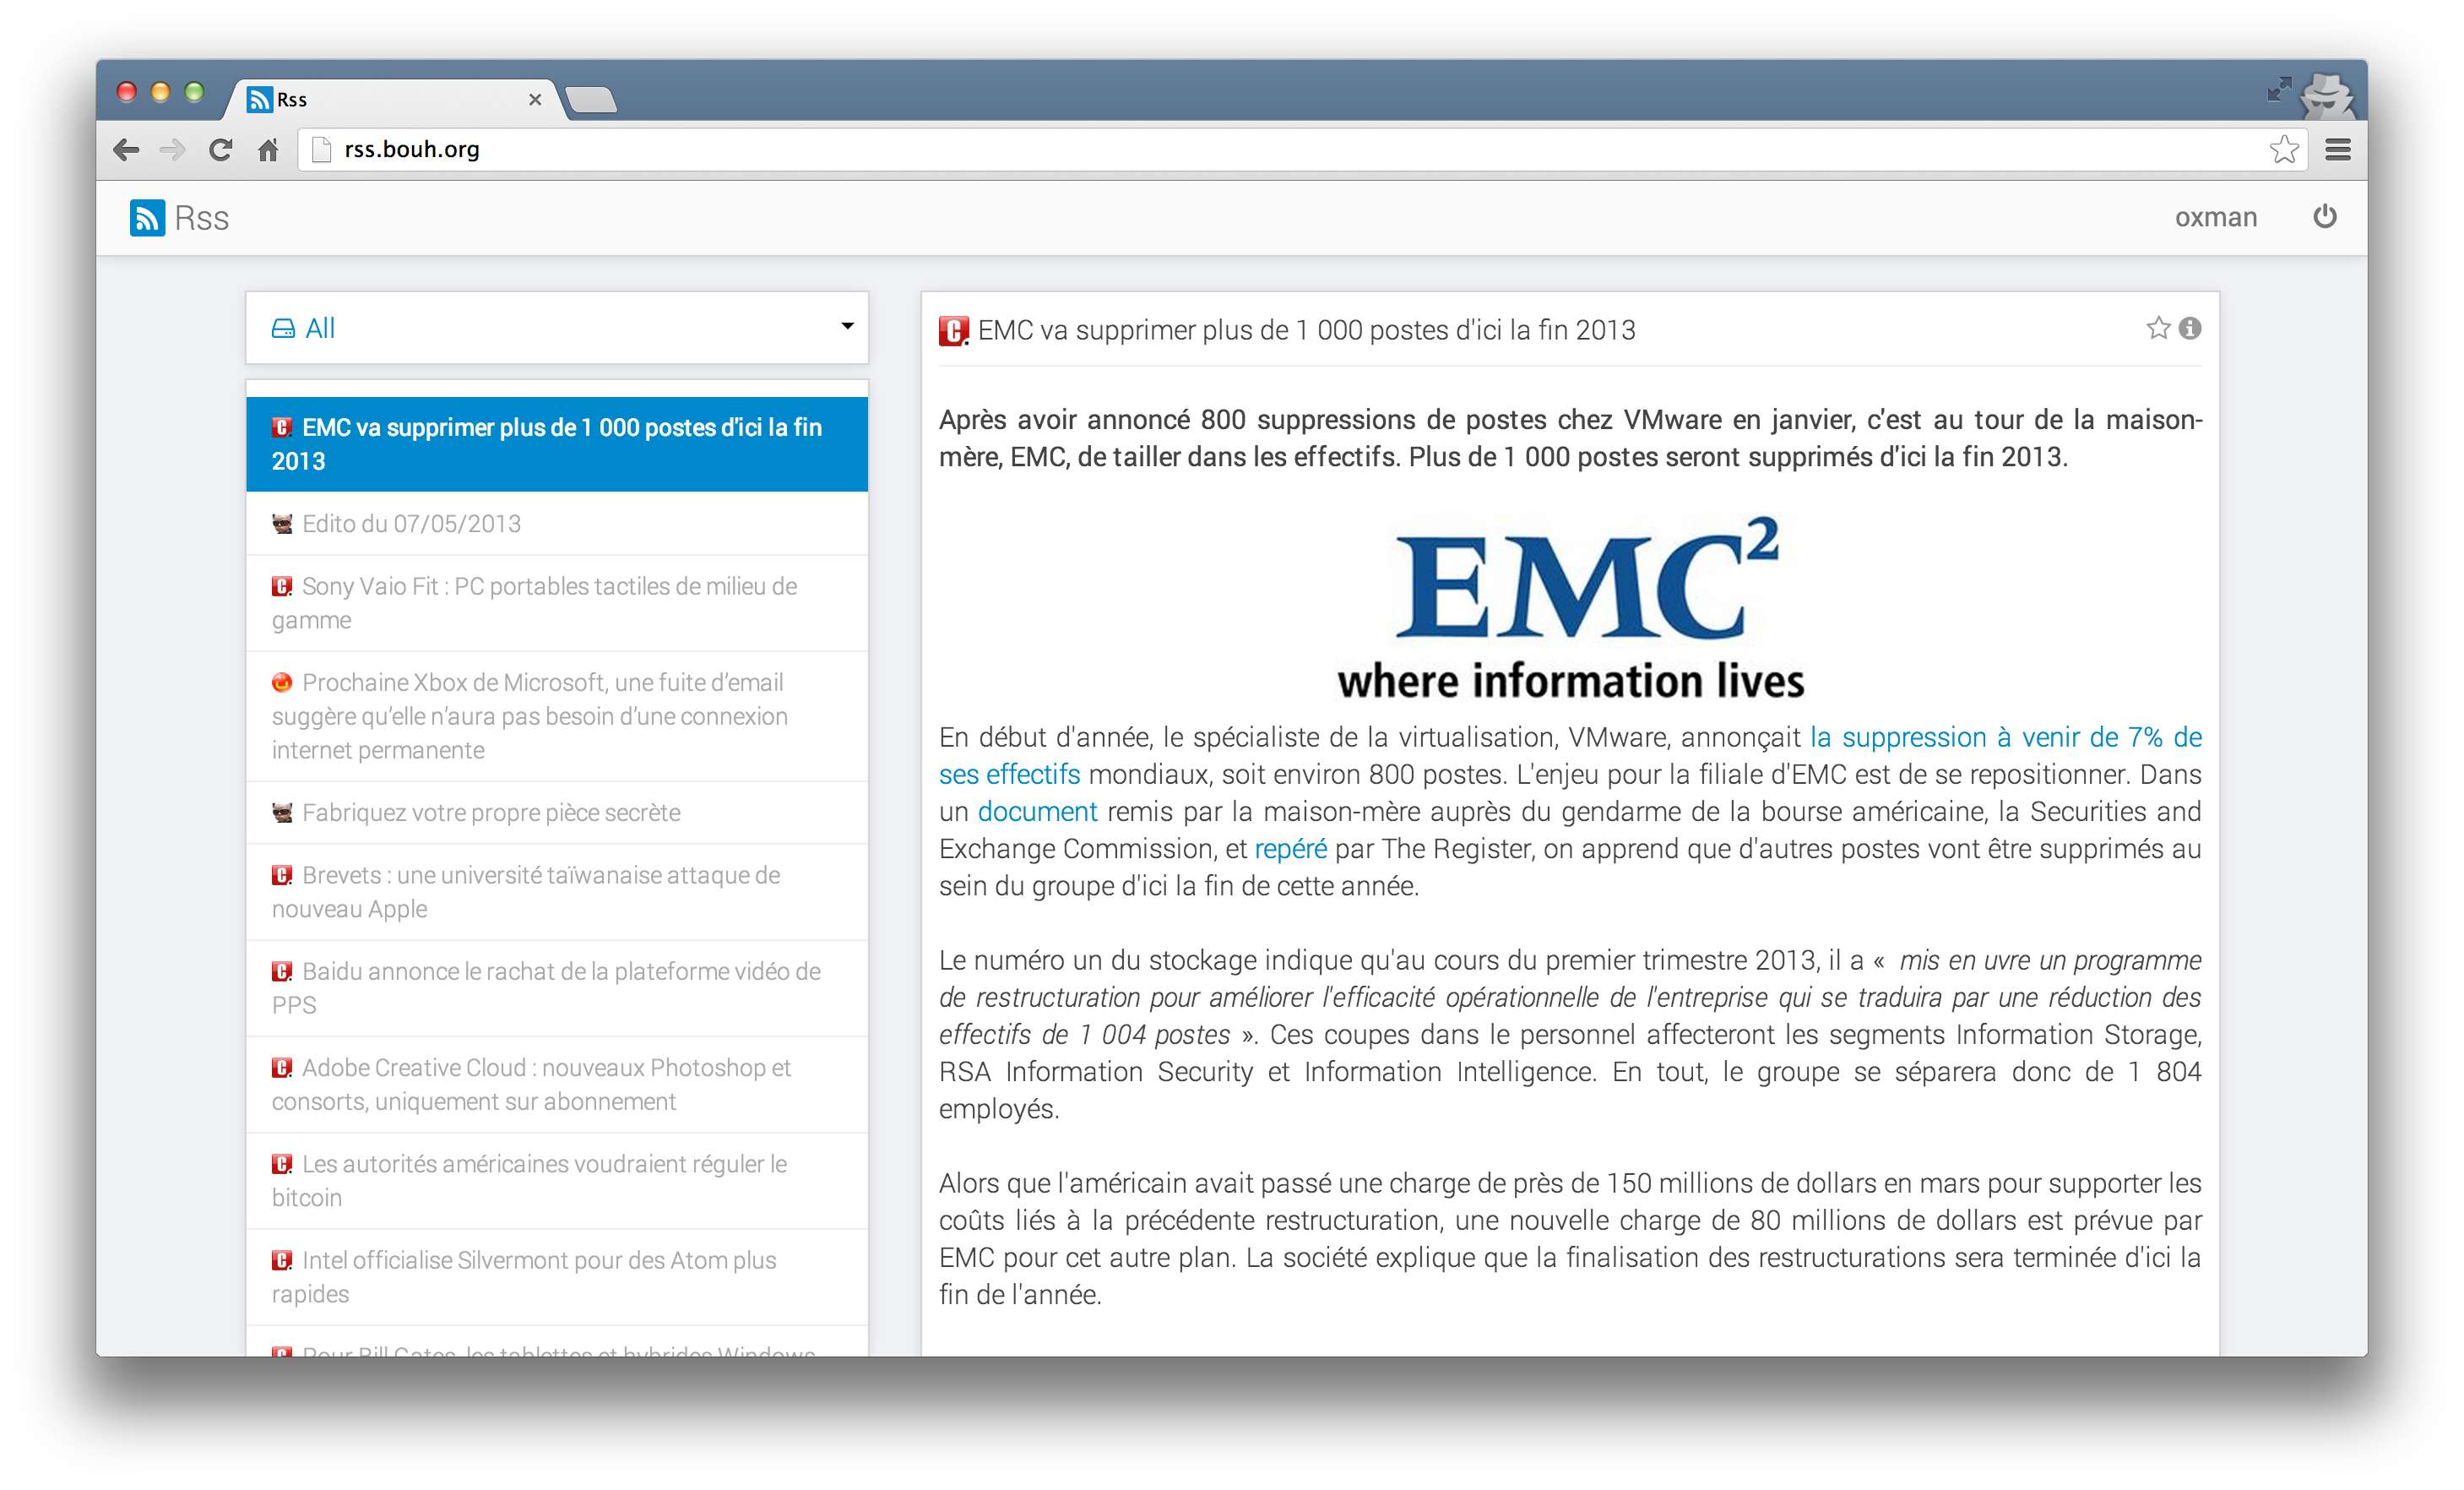 Rss
rss.bouh.org
Rss
oxman
All
EMC va supprimer plus de 1 000 postes d'ici la fin
2013
Edito du 07/05/2013
Sony Vaio Fit : PC portables tactiles de milieu de
gamme
Prochaine Xbox de Microsoft, une fuite d’email
suggère qu’elle n’aura pas besoin d’une connexion
internet permanente
Fabriquez votre propre pièce secrète
Brevets : une université taïwanaise attaque de
nouveau Apple
Baidu annonce le rachat de la plateforme vidéo de
PPS
Adobe Creative Cloud : nouveaux Photoshop et
consorts, uniquement sur abonnement
Les autorités américaines voudraient réguler le
bitcoin
Intel officialise Silvermont pour des Atom plus
rapides
Pour Bill Gates, les tablettes et hybrides Windows
EMC va supprimer plus de 1 000 postes d'ici la fin 2013
Après avoir annoncé 800 suppressions de postes chez VMware en janvier, c'est au tour de la maison-
mère, EMC, de tailler dans les effectifs. Plus de 1 000 postes seront supprimés d'ici la fin 2013.
EMC²
where information lives
En début d'année, le spécialiste de la virtualisation, VMware, annonçait la suppression à venir de 7% de
ses effectifs mondiaux, soit environ 800 postes. L'enjeu pour la filiale d'EMC est de se repositionner. Dans
un document remis par la maison-mère auprès du gendarme de la bourse américaine, la Securities and
Exchange Commission, et repéré par The Register, on apprend que d'autres postes vont être supprimés au
sein du groupe d'ici la fin de cette année.
Le numéro un du stockage indique qu'au cours du premier trimestre 2013, il a « mis en uvre un programme
de restructuration pour améliorer l'efficacité opérationnelle de l'entreprise qui se traduira par une réduction des
effectifs de 1 004 postes ». Ces coupes dans le personnel affecteront les segments Information Storage,
RSA Information Security et Information Intelligence. En tout, le groupe se séparera donc de 1 804
employés.
Alors que l'américain avait passé une charge de près de 150 millions de dollars en mars pour supporter les
coûts liés à la précédente restructuration, une nouvelle charge de 80 millions de dollars est prévue par
EMC pour cet autre plan. La société explique que la finalisation des restructurations sera terminée d'ici la
fin de l'année.